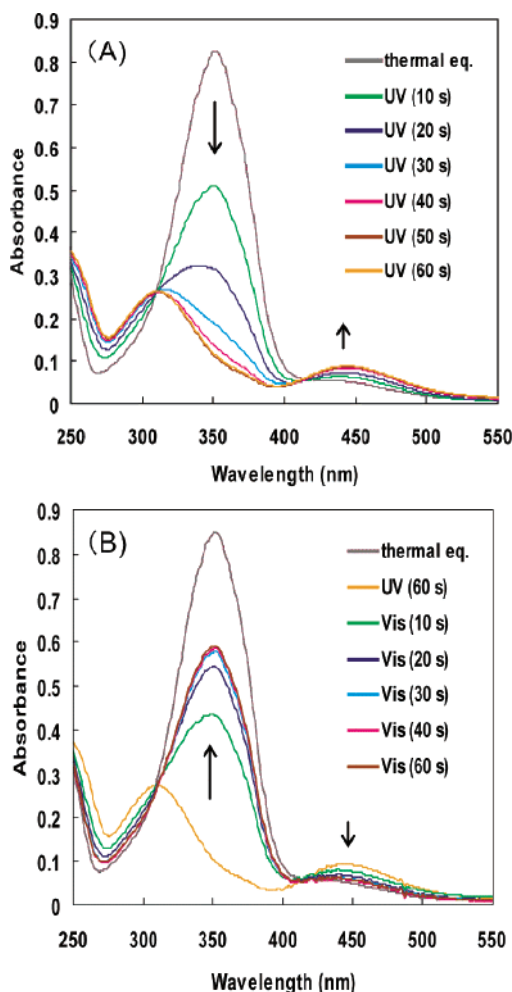 (A)
Absorbance
0.9
0.8
0.7
0.6
0.5
0.4
0.3
0.2
0.1
0
thermal eq.
UV (10 s)
UV (20 s)
UV (30 s)
UV (40 s)
UV (50 s)
UV (60 s)
250 300 350 400 450 500 550
Wavelength (nm)
(B)
Absorbance
0.9
0.8
0.7
0.6
0.5
0.4
0.3
0.2
0.1
0
thermal eq.
UV (60 s)
Vis (10 s)
Vis (20 s)
Vis (30 s)
Vis (40 s)
Vis (60 s)
250 300 350 400 450 500 550
Wavelength (nm)